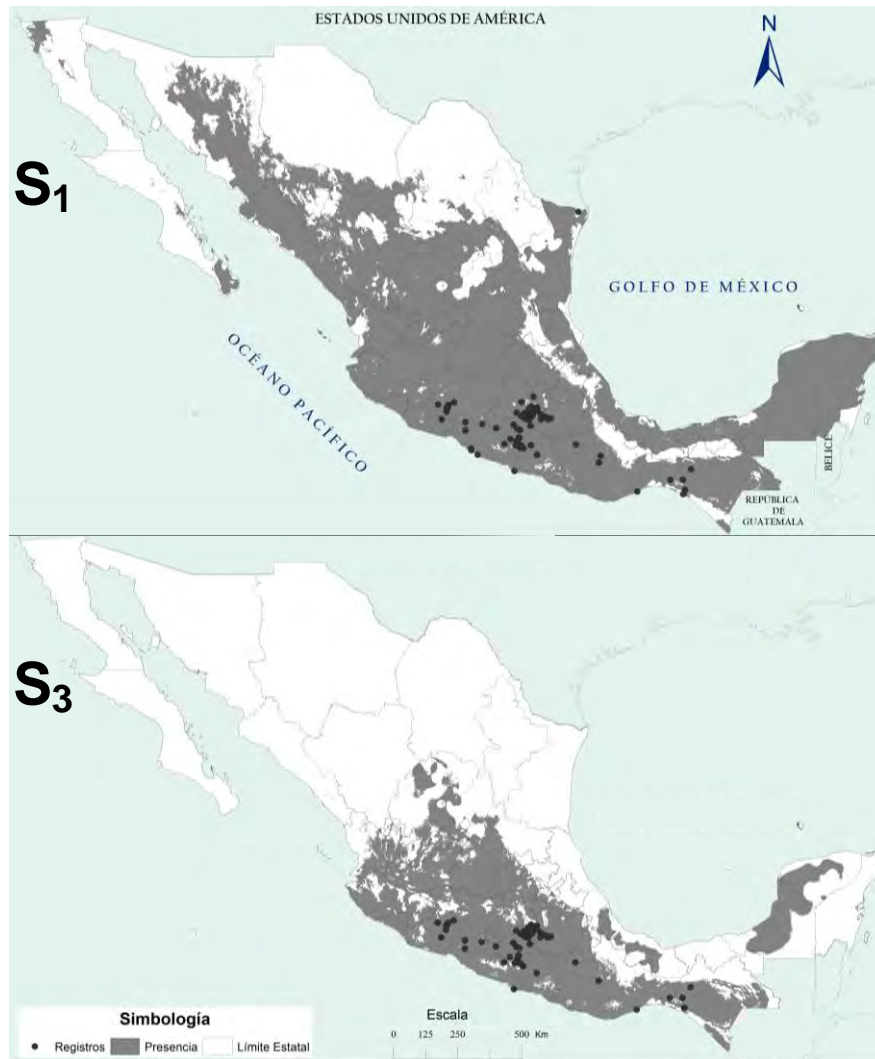 ESTADOS UNIDOS DE AMÉRICA
N
S₁
GOLFO DE MÉXICO
OCÉANO PACÍFICO
BELICE
REPÚBLICA
DE
GUATEMALA
S₃
Simbología
Registros Presencia Límite Estatal
Escala
0 125 250 500 Km